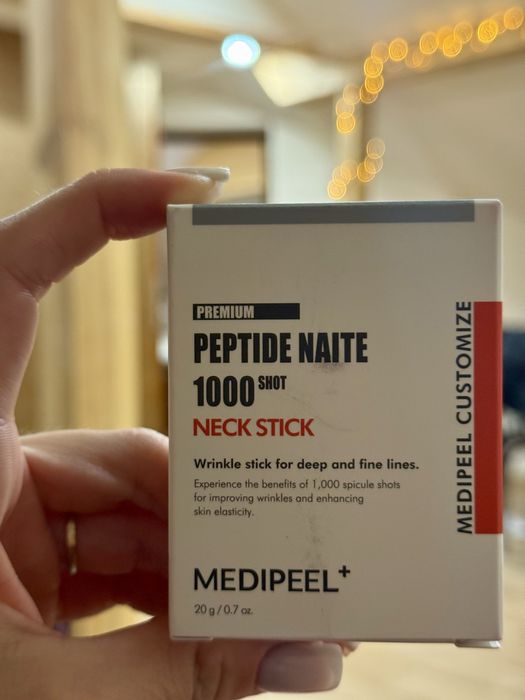 PREMIUM
PEPTIDE NAITE
1000 SHOT
NECK STICK
Wrinkle stick for deep and fine lines.
Experience the benefits of 1,000 spicule shots
for improving wrinkles and enhancing
skin elasticity.
MEDIPEEL+
20 g / 0.7 oz.
MEDIPEEL CUSTOMIZE